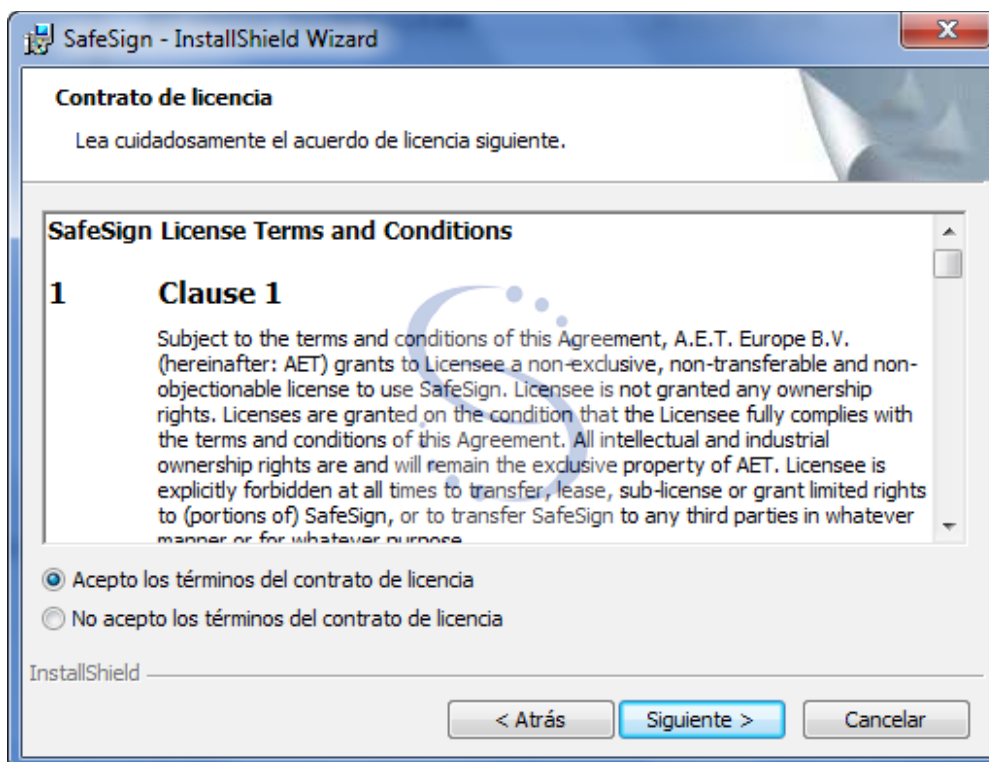 SafeSign - InstallShield Wizard
Contrato de licencia
Lea cuidadosamente el acuerdo de licencia siguiente.
SafeSign License Terms and Conditions
1 Clause 1
Subject to the terms and conditions of this Agreement, A.E.T. Europe B.V.
(hereinafter: AET) grants to Licensee a non-exclusive, non-transferable and non-
objectionable license to use SafeSign. Licensee is not granted any ownership
rights. Licenses are granted on the condition that the Licensee fully complies with
the terms and conditions of this Agreement. All intellectual and industrial
ownership rights are and will remain the exclusive property of AET. Licensee is
explicitly forbidden at all times to transfer, lease, sub-license or grant limited rights
to (portions of) SafeSign, or to transfer SafeSign to any third parties in whatever
manner or for whatever purpose
Acepto los términos del contrato de licencia
No acepto los términos del contrato de licencia
InstallShield
< Atrás Siguiente > Cancelar